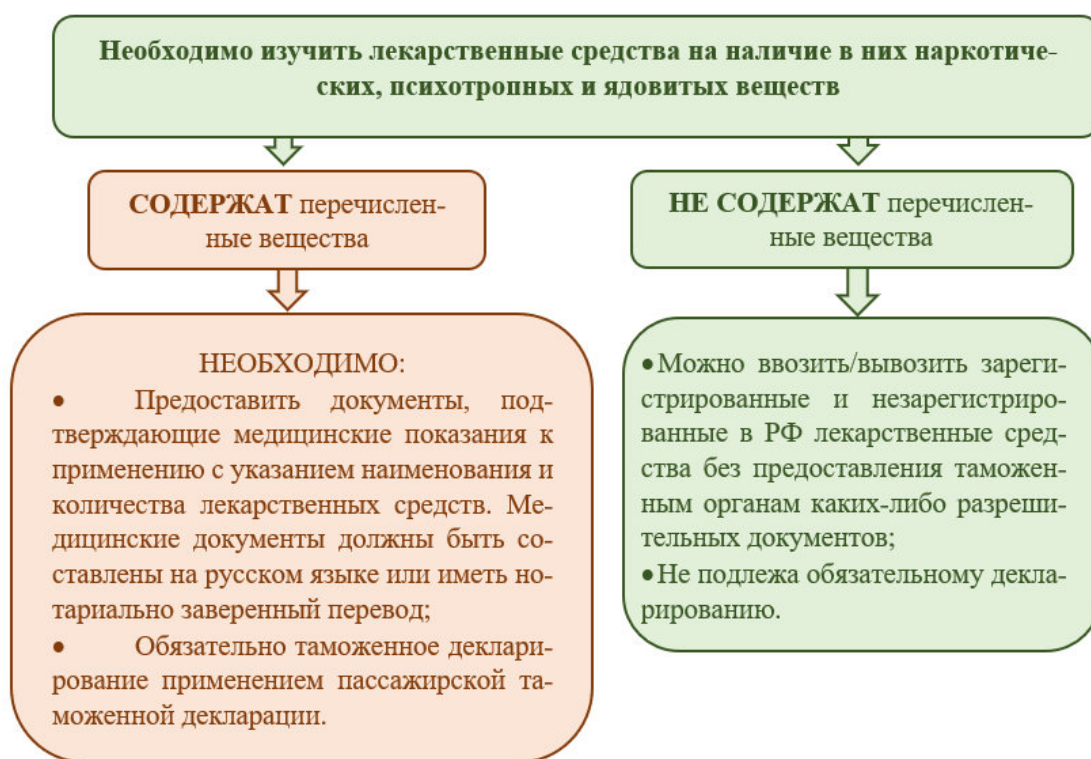 Необходимо изучить лекарственные средства на наличие в них наркотиче-
ских, психотропных и ядовитых веществ
СОДЕРЖАТ перечислен-
ные вещества
НЕ СОДЕРЖАТ перечислен-
ные вещества
НЕОБХОДИМО:
• Предоставить документы, под-
тверждающие медицинские показания к
применению с указанием наименования и
количества лекарственных средств. Ме-
дицинские документы должны быть со-
ставлены на русском языке или иметь но-
тариально заверенный перевод;
• Обязательно таможенное деклари-
рование применением пассажирской та-
моженной декларации.
• Можно ввозить/вывозить зареги-
стрированные и незарегистриро-
ванные в РФ лекарственные сред-
ства без предоставления таможен-
ным органам каких-либо разреши-
тельных документов;
• Не подлежа обязательному декла-
рированию.